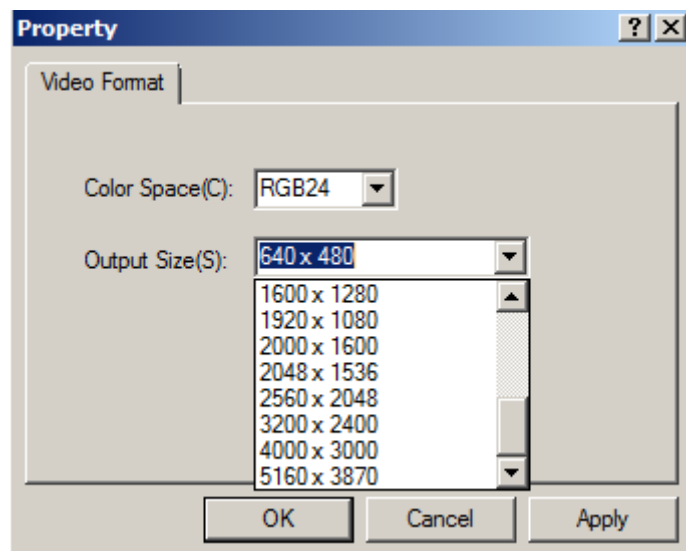 Property
Video Format
Color Space(C): RGB24
Output Size(S): 640 x 480
1600 x 1280
1920 x 1080
2000 x 1600
2048 x 1536
2560 x 2048
3200 x 2400
4000 x 3000
5160 x 3870
OK Cancel Apply